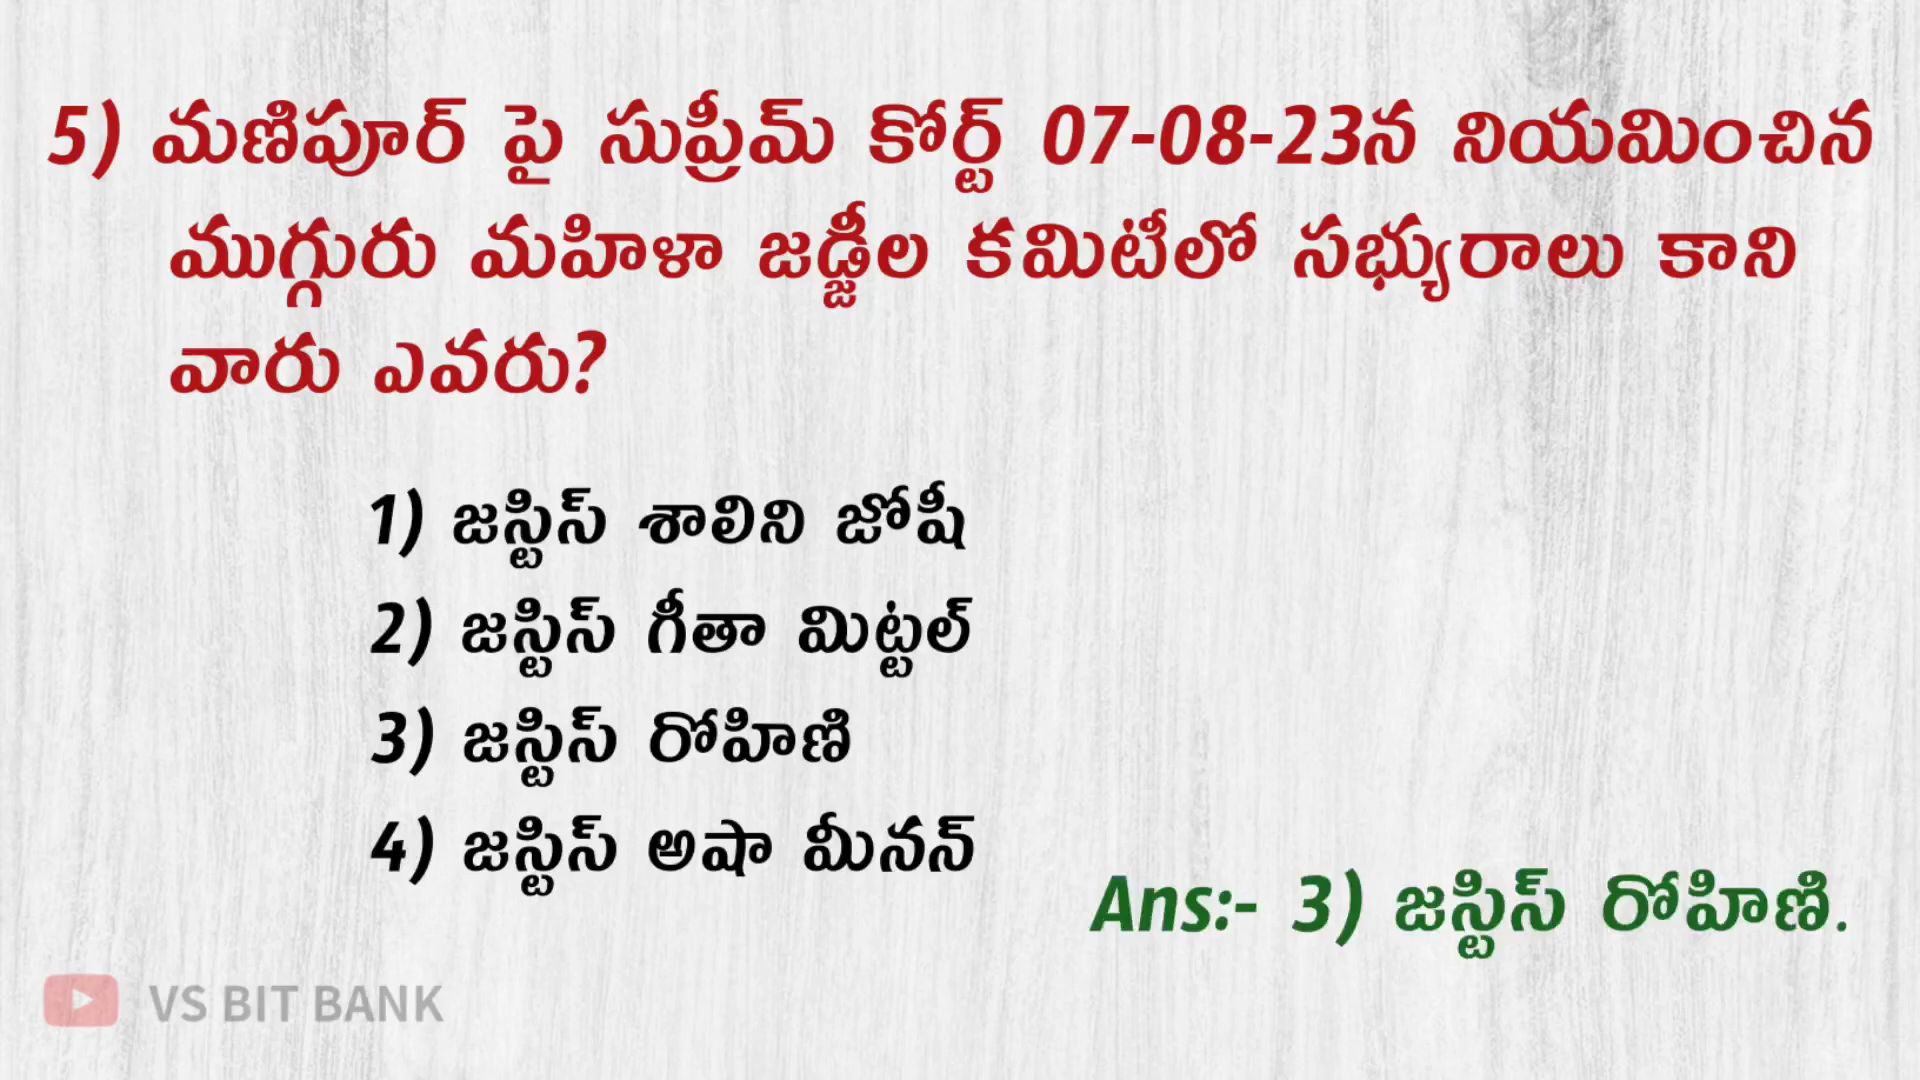 5) మణిపూర్ పై సుప్రీమ్ కోర్ట్ 07-08-23న నియమించిన
ముగ్గురు మహిళా జడ్జీల కమిటీలో సభ్యురాలు కాని
వారు ఎవరు?
1) జస్టిస్ శాలిని జోషీ
2) జస్టిస్ గీతా మిట్టల్
3) జస్టిస్ రోహిణి
4) జస్టిస్ అషా మీనన్
Ans:- 3) జస్టిస్ రోహిణి.
VS BIT BANK